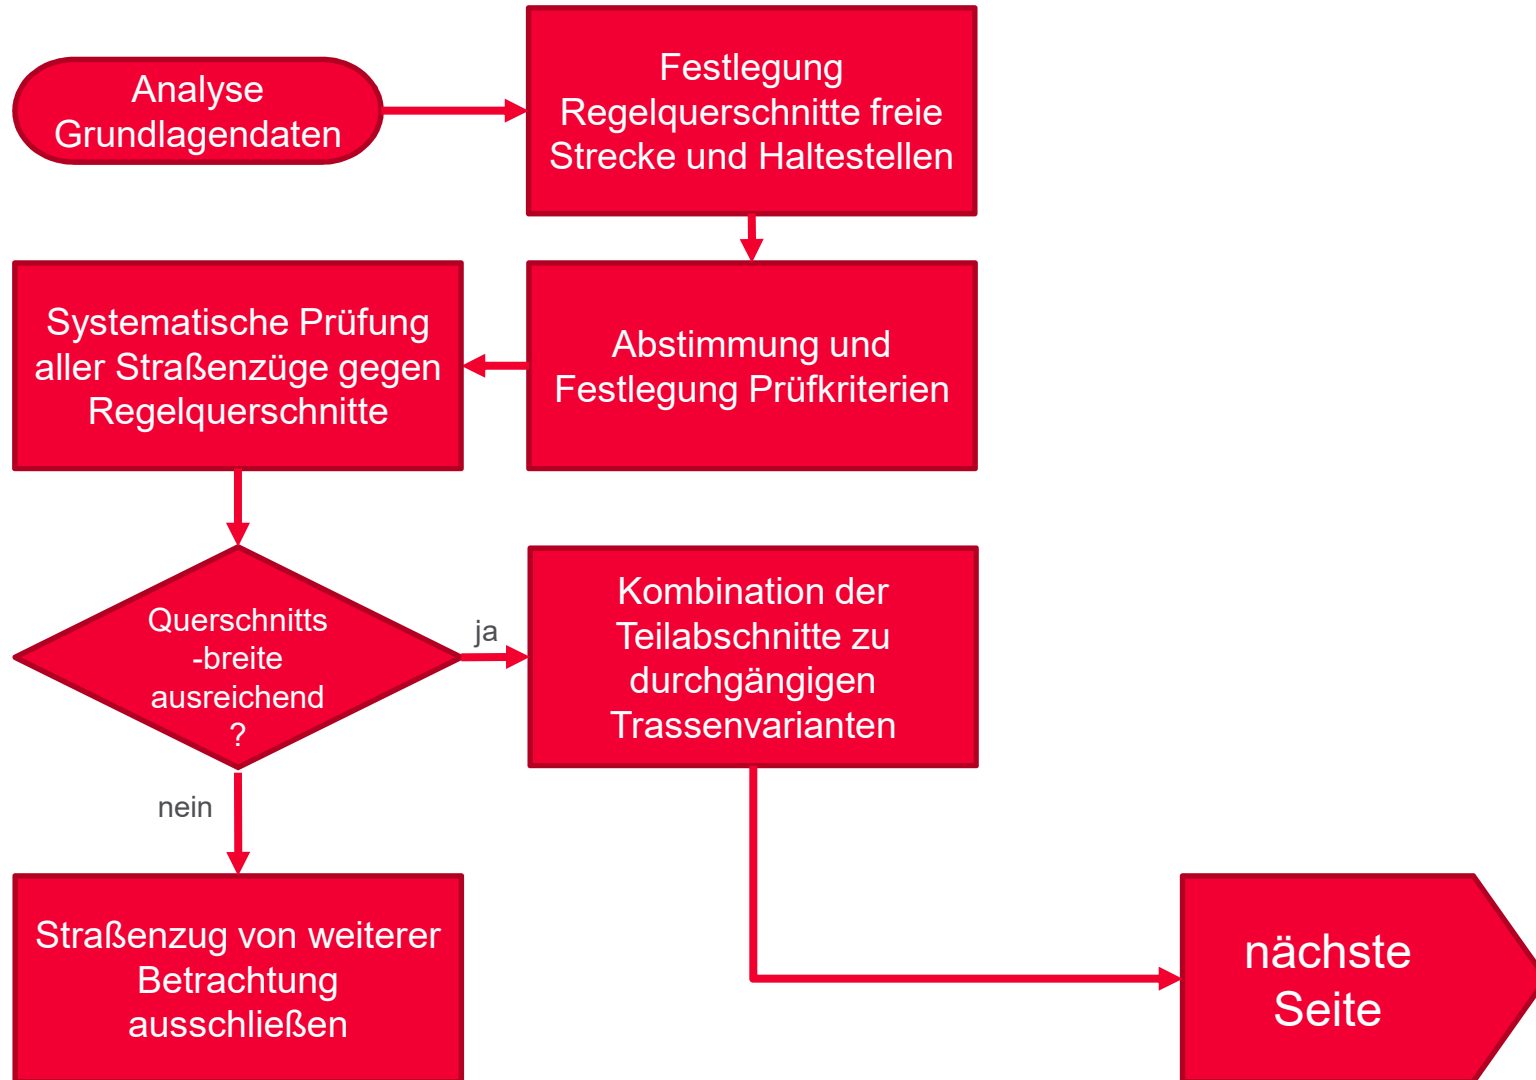 Analyse
Grundlagendaten
Festlegung
Regelquerschnitte freie
Strecke und Haltestellen
Abstimmung und
Festlegung Prüfkriterien
Systematische Prüfung
aller Straßenzüge gegen
Regelquerschnitte
Querschnitts
-breite
ausreichend
?
ja
Kombination der
Teilabschnitte zu
durchgängigen
Trassenvarianten
nein
Straßenzug von weiterer
Betrachtung
ausschließen
nächste
Seite